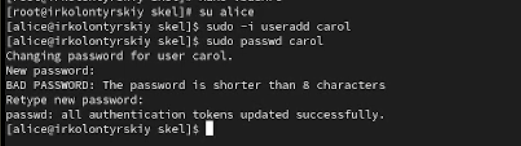 [root@irkolontyrskiy skel]# su alice
[alice@irkolontyrskiy skel]$ sudo -i useradd carol
[alice@irkolontyrskiy skel]$ sudo passwd carol
Changing password for user carol.
New password:
BAD PASSWORD: The password is shorter than 8 characters
Retype new password:
passwd: all authentication tokens updated successfully.
[alice@irkolontyrskiy skel]$